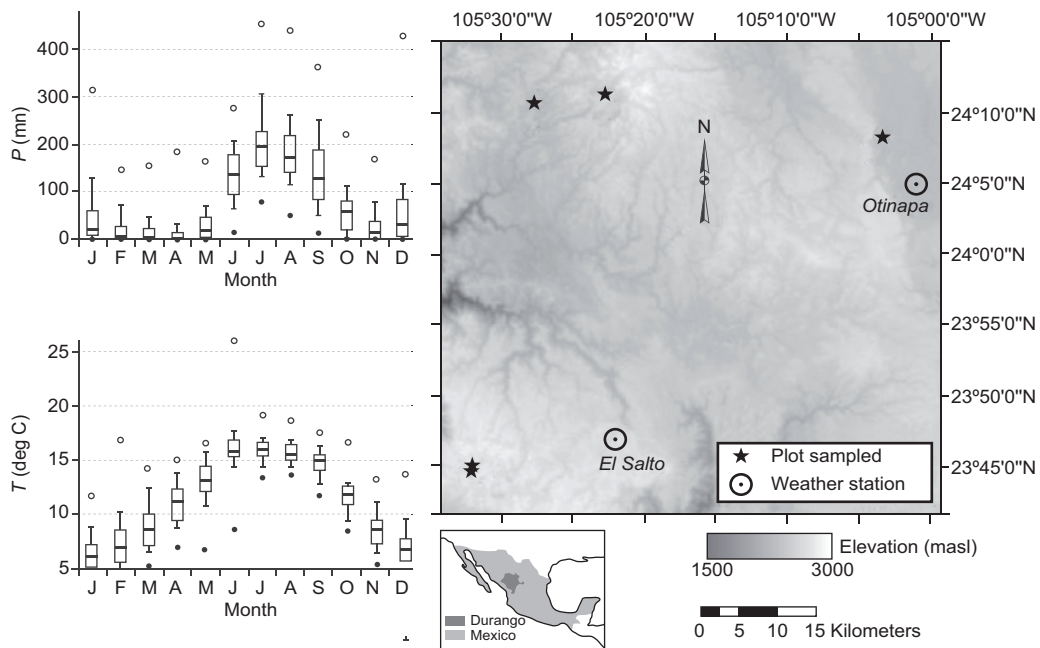 P (mn)
400
300
200
100
0
J F M A M J J A S O N D
Month
T (deg C)
25
20
15
10
5
J F M A M J J A S O N D
Month
105º30'0"W 105º20'0"W 105º10'0"W 105º00'0"W
24º10'0"N
24º5'0"N
24º0'0"N
23º55'0"N
23º50'0"N
23º45'0"N
N
Otinapa
El Salto
Plot sampled
Weather station
Durango
Mexico
Elevation (masl)
1500 3000
0 5 10 15 Kilometers